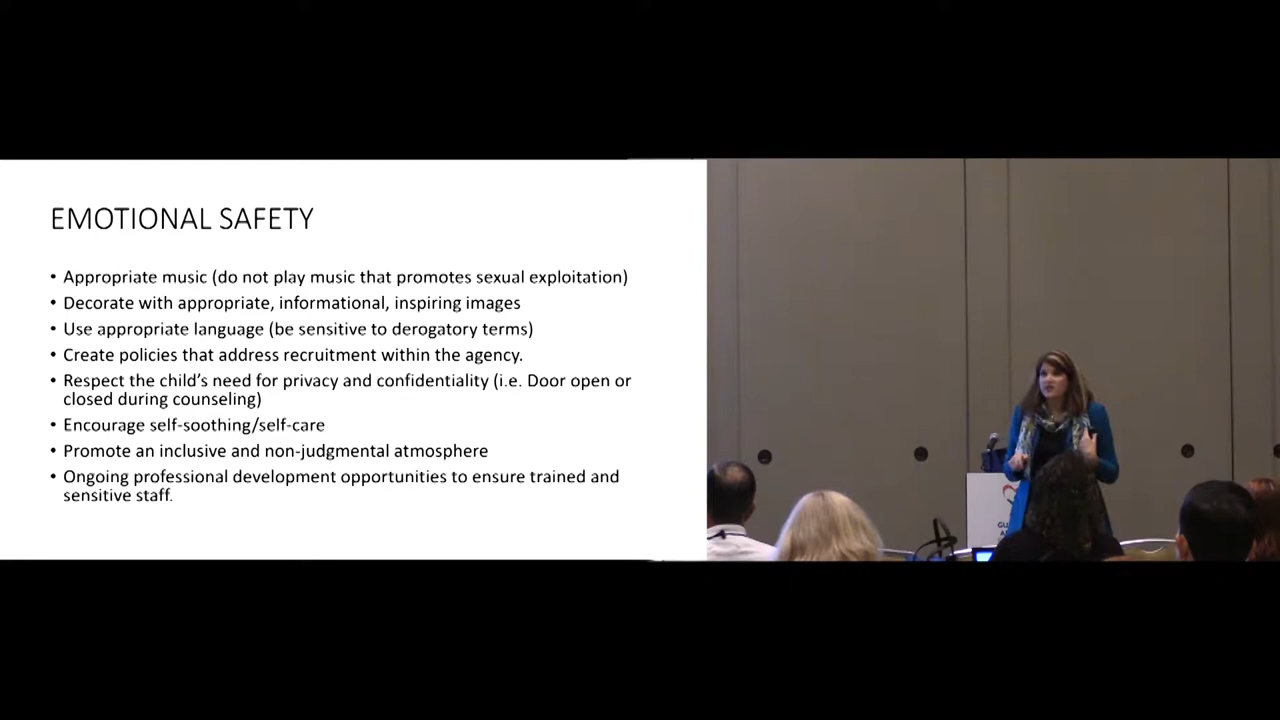 EMOTIONAL SAFETY
• Appropriate music (do not play music that promotes sexual exploitation)
• Decorate with appropriate, informational, inspiring images
• Use appropriate language (be sensitive to derogatory terms)
• Create policies that address recruitment within the agency.
• Respect the child's need for privacy and confidentiality (i.e. Door open or
closed during counseling)
• Encourage self-soothing/self-care
• Promote an inclusive and non-judgmental atmosphere
• Ongoing professional development opportunities to ensure trained and
sensitive staff.